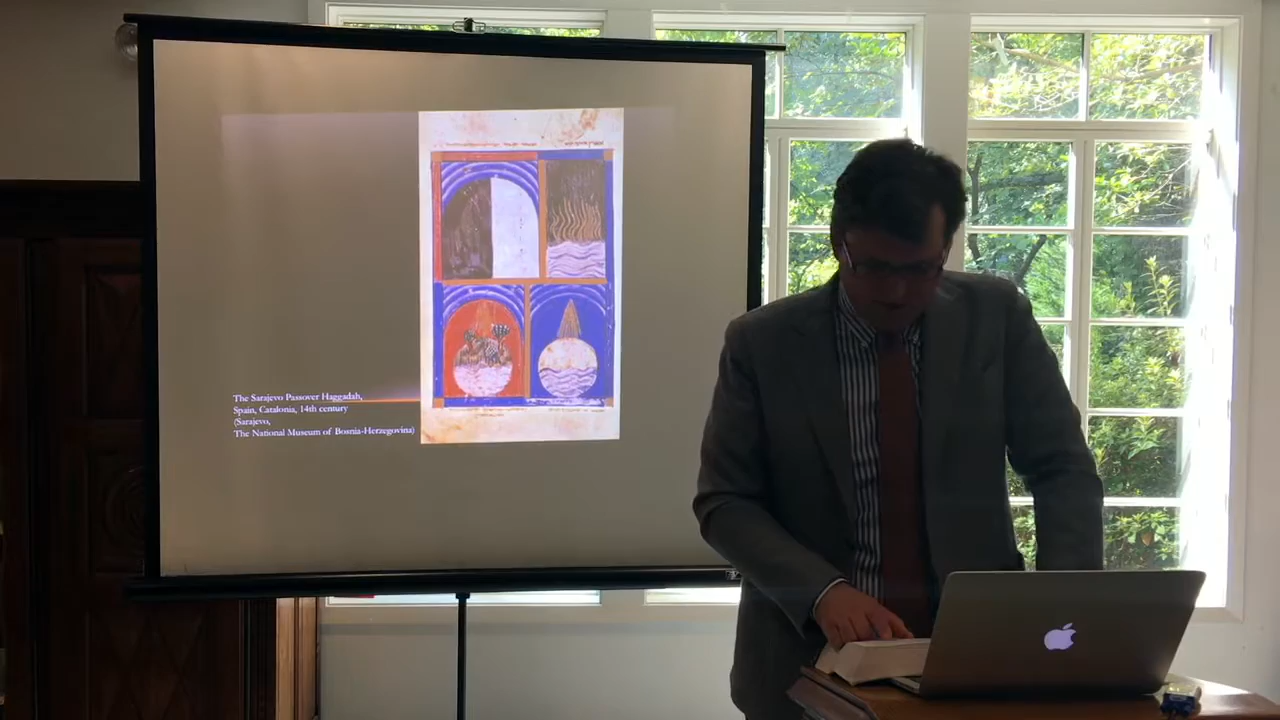 The Sarajevo Passover Haggadah,
Spain, Catalonia, 14th century
(Sarajevo,
The National Museum of Bosnia-Herzegovina)